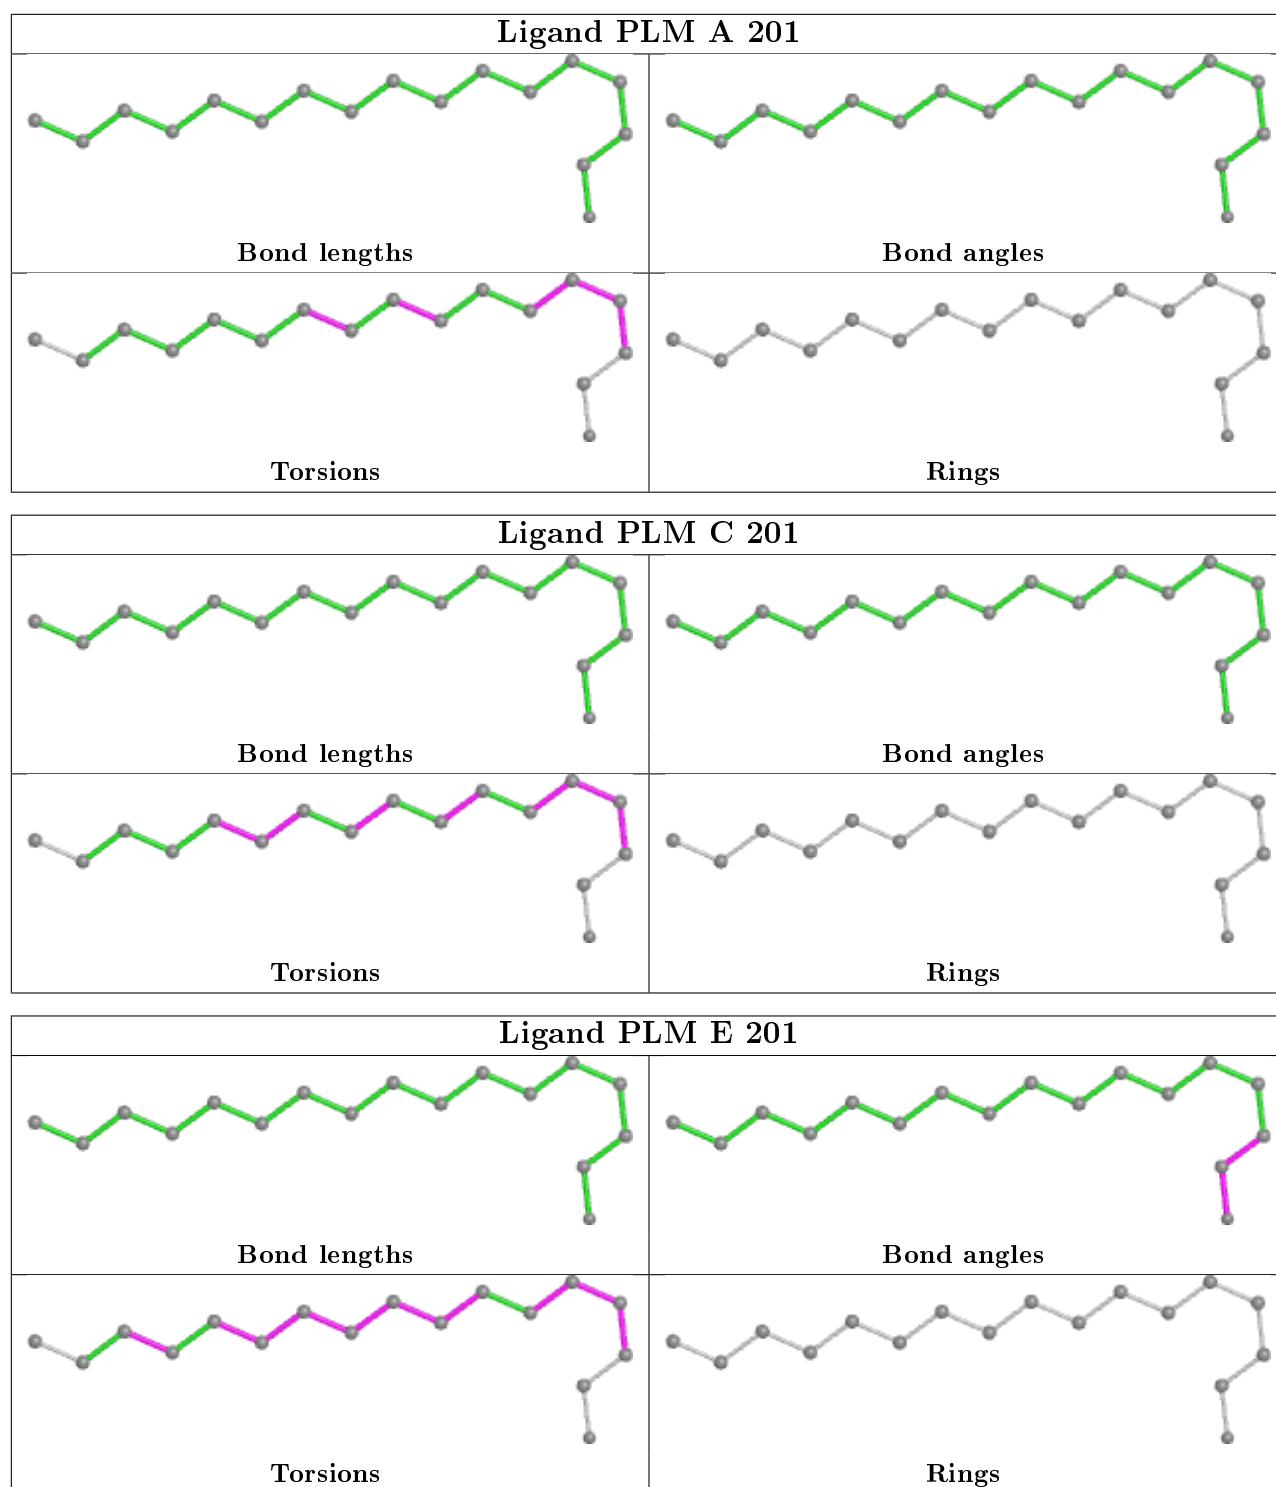 Ligand PLM A 201
Bond lengths
Bond angles
Torsions
Rings
Ligand PLM C 201
Bond lengths
Bond angles
Torsions
Rings
Ligand PLM E 201
Bond lengths
Bond angles
Torsions
Rings